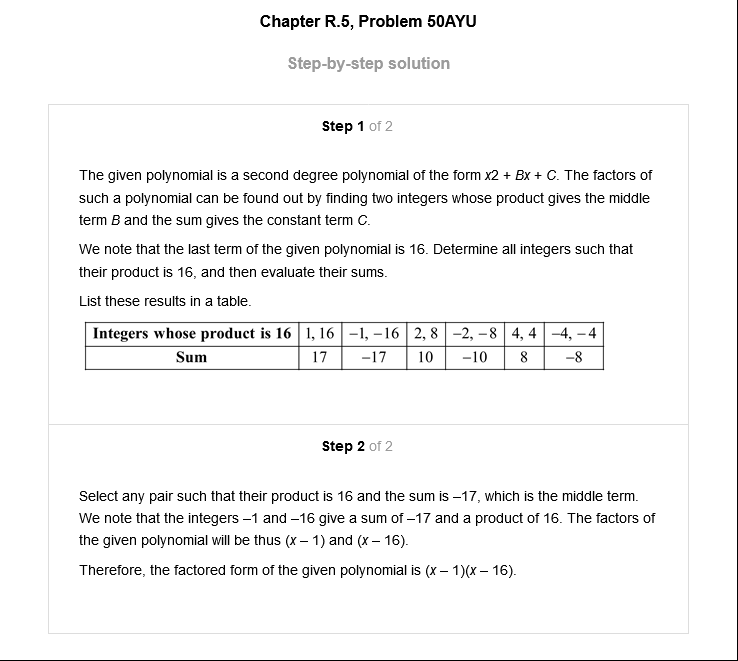 Chapter R.5, Problem 50AYU
Step-by-step solution
Step 1 of 2
The given polynomial is a second degree polynomial of the form x2 + Bx + C. The factors of
such a polynomial can be found out by finding two integers whose product gives the middle
term B and the sum gives the constant term C.
We note that the last term of the given polynomial is 16. Determine all integers such that
their product is 16, and then evaluate their sums.
List these results in a table.
Integers whose product is 16 1, 16 −1, −16 2, 8 −2, −8 4, 4 −4, −4
Sum 17 −17 10 −10 8 −8
Step 2 of 2
Select any pair such that their product is 16 and the sum is –17, which is the middle term.
We note that the integers –1 and –16 give a sum of –17 and a product of 16. The factors of
the given polynomial will be thus (x – 1) and (x – 16).
Therefore, the factored form of the given polynomial is (x – 1)(x – 16).